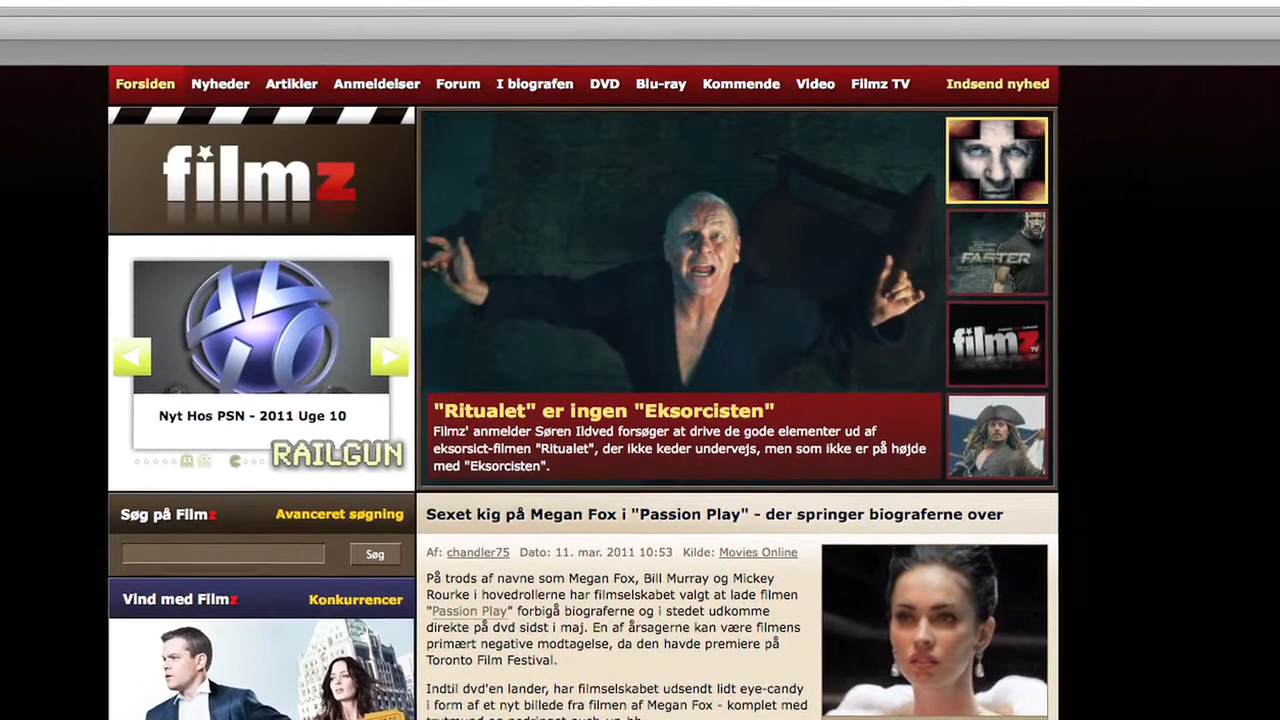 Forsiden Nyheder Artikler Anmeldelser Forum I biografen DVD Blu-ray Kommende Video Filmz TV Indsend nyhed
filmz
FASTER
filmz TV
Nyt Hos PSN - 2011 Uge 10
RAILGUN
"Ritualet" er ingen "Eksorcisten"
Filmz' anmelder Søren Ildved forsøger at drive de gode elementer ud af
eksorsict-filmen "Ritualet", der ikke keder undervejs, men som ikke er på højde
med "Eksorcisten".
Søg på Filmz Avanceret søgning
Søg
Vind med Filmz Konkurrencer
Sexet kig på Megan Fox i "Passion Play" - der springer biograferne over
Af: chandler75 Dato: 11. mar. 2011 10:53 Kilde: Movies Online
På trods af navne som Megan Fox, Bill Murray og Mickey
Rourke i hovedrollerne har filmselskabet valgt at lade filmen
"Passion Play" forbigå biograferne og i stedet udkomme
direkte på dvd sidst i maj. En af årsagerne kan være filmens
primært negative modtagelse, da den havde premiere på
Toronto Film Festival.
Indtil dvd'en lander, har filmselskabet udsendt lidt eye-candy
i form af et nyt billede fra filmen af Megan Fox - komplet med